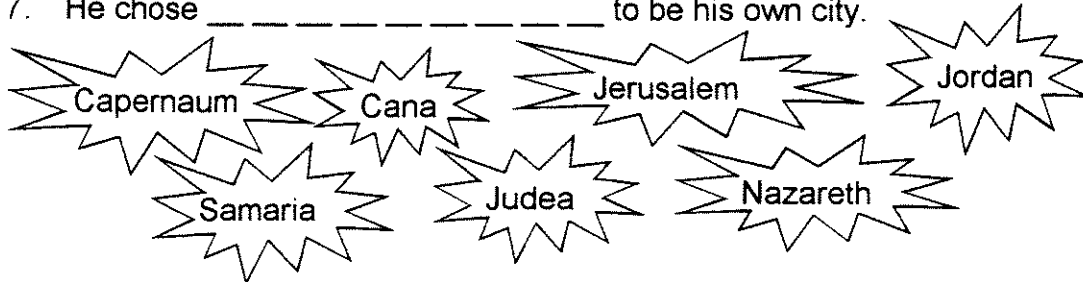 7. He chose _ _ _ _ _ _ _ _ _ _ _ to be his own city.
Capernaum Cana Jerusalem Jordan
Samaria Judea Nazareth